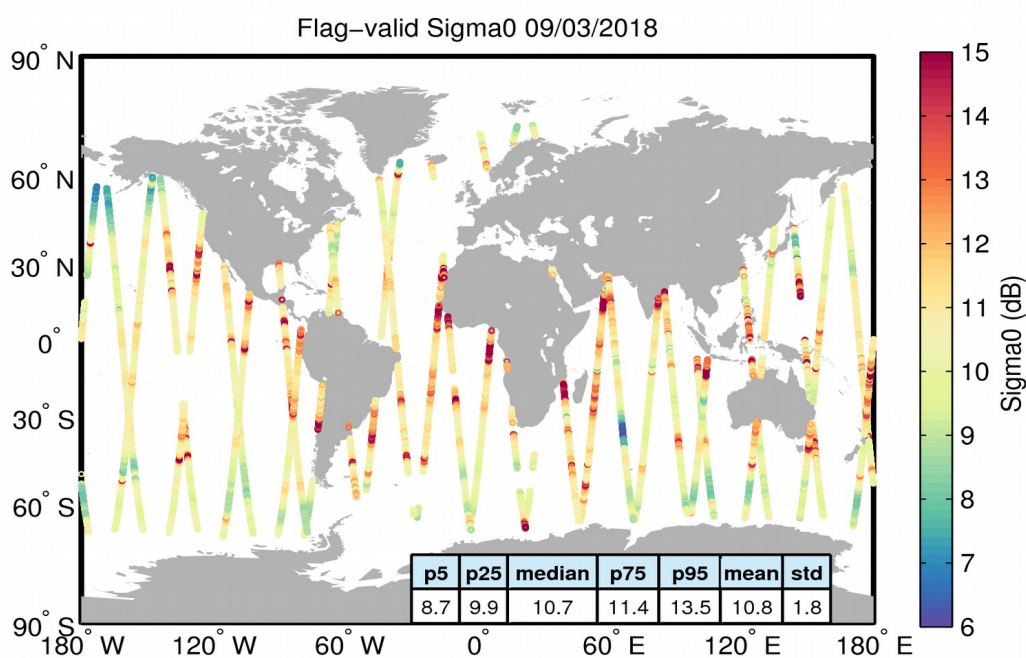 Flag-valid Sigma0 09/03/2018
90° N
60° N
30° N
0°
30° S
60° S
90° S
180° W
120° W
60° W
0°
60° E
120° E
180° E
p5 p25 median p75 p95 mean std
8.7 9.9 10.7 11.4 13.5 10.8 1.8
15
14
13
12
11
10
9
8
7
6
Sigma0 (dB)